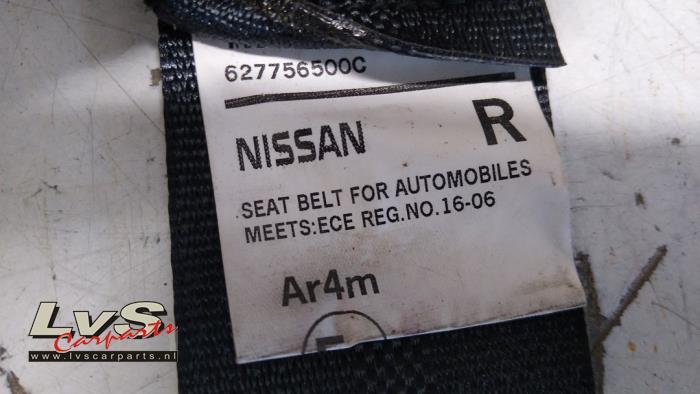 627756500C
NISSAN R
SEAT BELT FOR AUTOMOBILES
MEETS:ECE REG.NO.16-06
Ar4m
LvS
Carparts
www.lvscarparts.nl